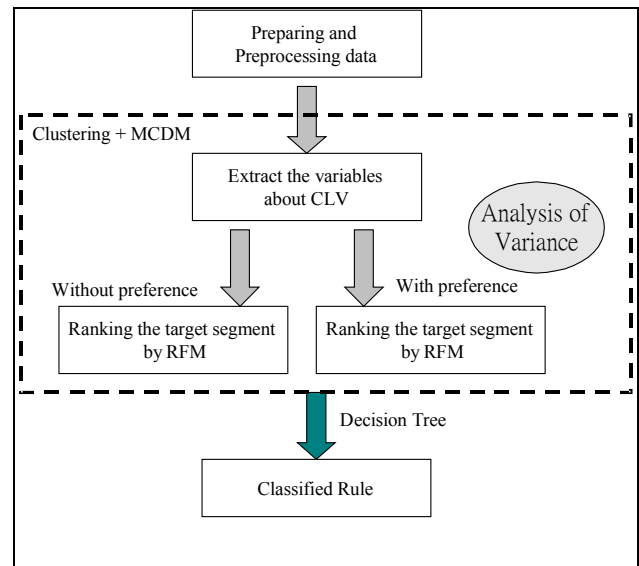 Preparing and
Preprocessing data
Clustering + MCDM
Extract the variables
about CLV
Analysis of
Variance
Without preference
With preference
Ranking the target segment
by RFM
Ranking the target segment
by RFM
Decision Tree
Classified Rule